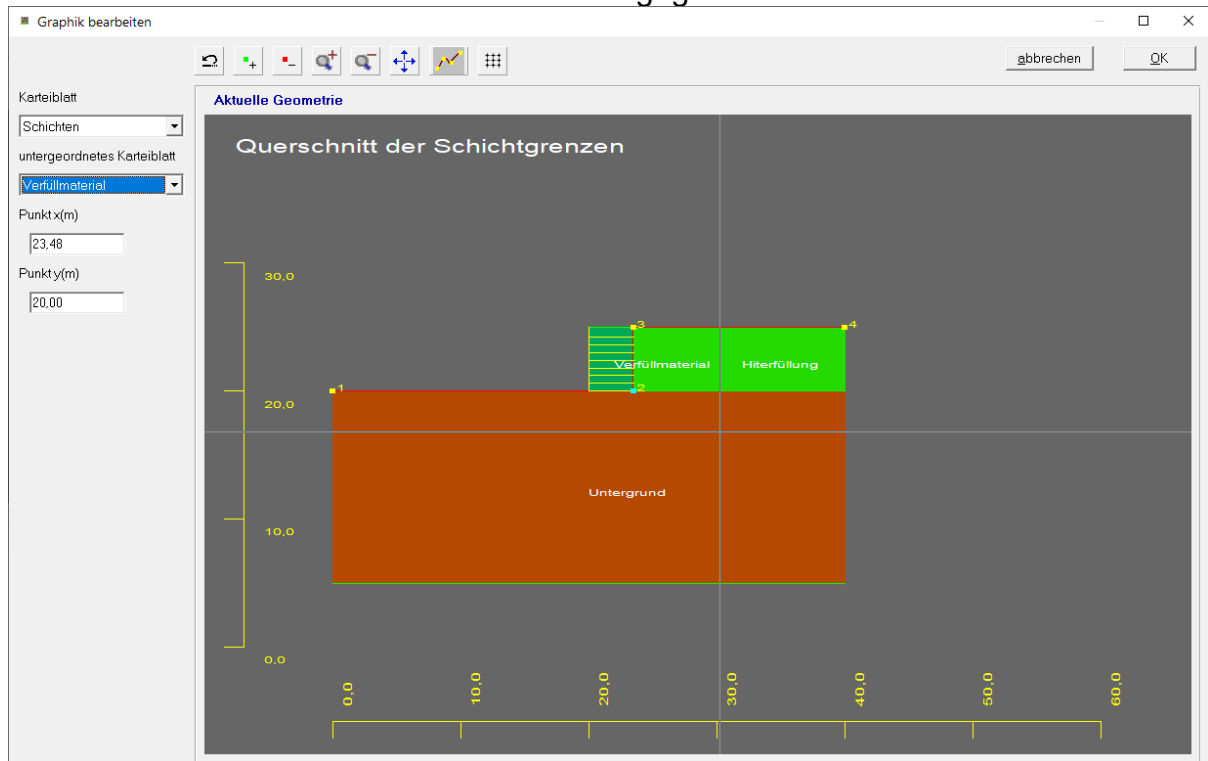 Graphik bearbeiten
abbrechen OK
Karteiblatt
Schichten
untergeordnetes Karteiblatt
Verfüllmaterial
Punkt x(m)
23,48
Punkt y(m)
20,00
Aktuelle Geometrie
Querschnitt der Schichtgrenzen
30,0
3 4
Verfüllmaterial Hiterfüllung
1 2
20,0
Untergrund
10,0
0,0
0,0 10,0 20,0 30,0 40,0 50,0 60,0